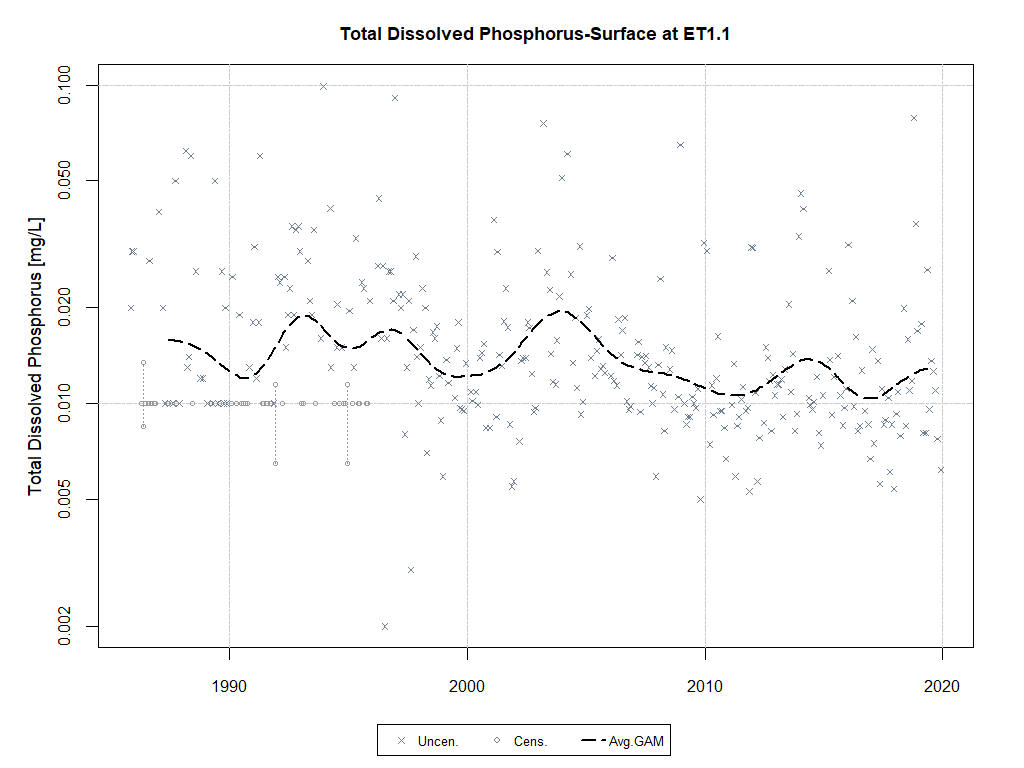 Total Dissolved Phosphorus-Surface at ET1.1
Total Dissolved Phosphorus [mg/L]
0.100
0.050
0.020
0.010
0.005
0.002
1990
2000
2010
2020
Uncen.
Cens.
Avg.GAM